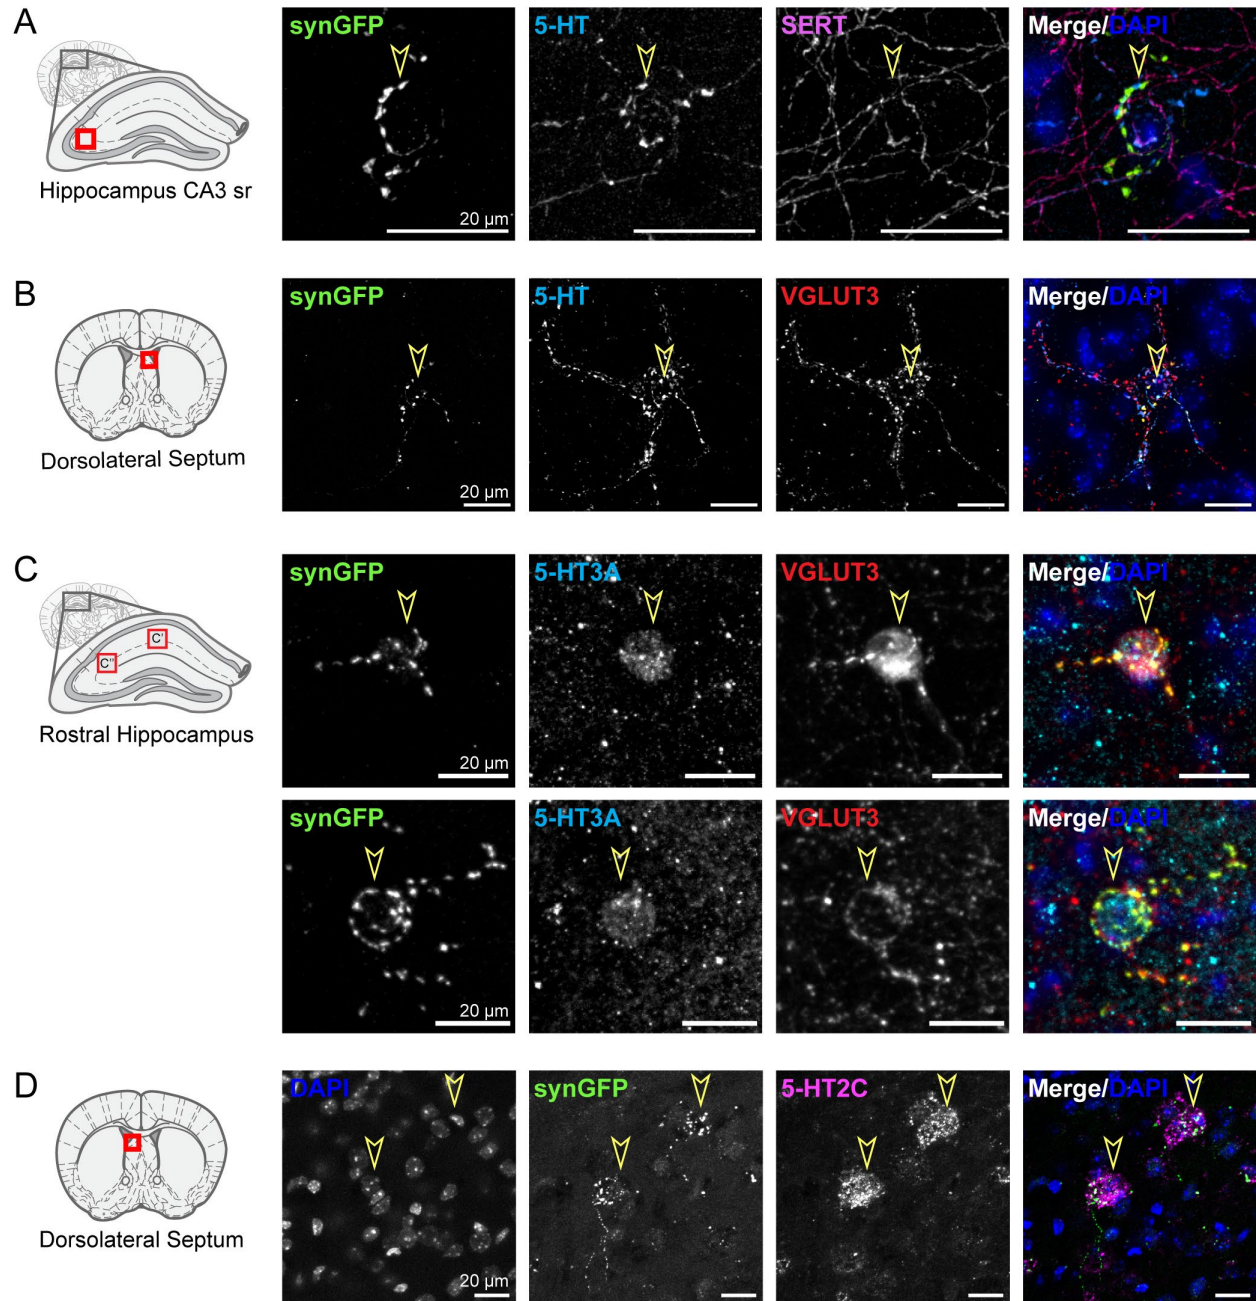 A
synGFP
5-HT
SERT
Merge/DAPI
Hippocampus CA3 sr
20 µm
B
synGFP
5-HT
VGLUT3
Merge/DAPI
Dorsolateral Septum
20 µm
C
synGFP
5-HT3A
VGLUT3
Merge/DAPI
C'
C''
Rostral Hippocampus
20 µm
synGFP
5-HT3A
VGLUT3
Merge/DAPI
20 µm
D
DAPI
synGFP
5-HT2C
Merge/DAPI
Dorsolateral Septum
20 µm